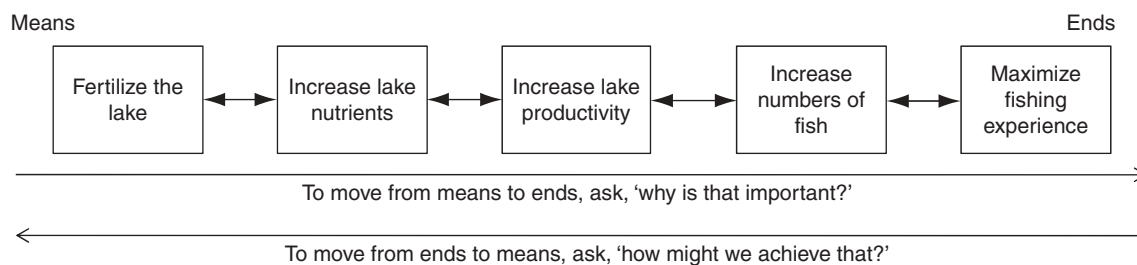 Means
Ends
Fertilize the
lake
Increase lake
nutrients
Increase lake
productivity
Increase
numbers of
fish
Maximize
fishing
experience
To move from means to ends, ask, ‘why is that important?’
To move from ends to means, ask, ‘how might we achieve that?’